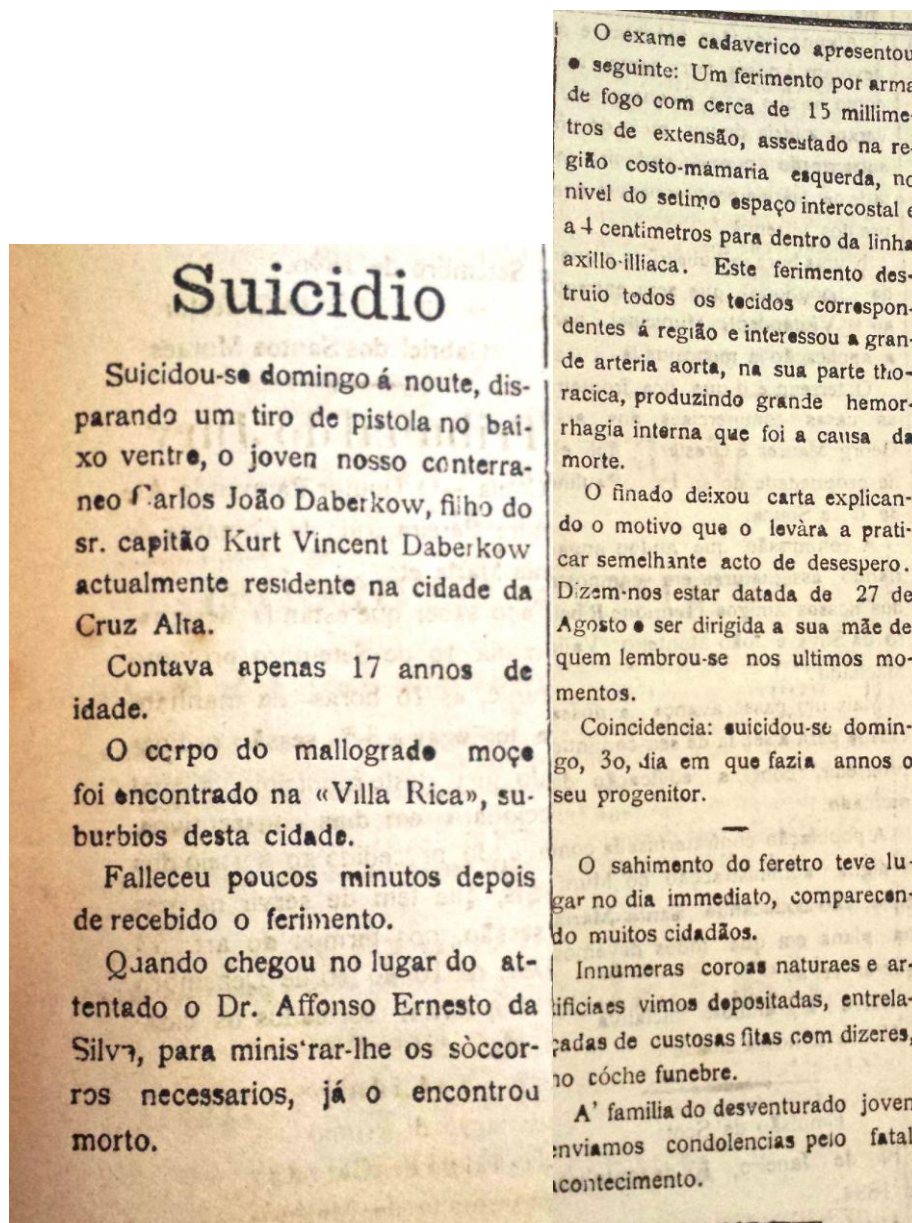 Suicidio
Suicidou-se domingo á noute, dis-
parando um tiro de pistola no bai-
xo ventre, o joven nosso conterra-
neo Carlos João Daberkow, filho do
sr. capitão Kurt Vincent Daberkow
actualmente residente na cidade da
Cruz Alta.
Contava apenas 17 annos de
idade.
O corpo do mallogrado moço
foi encontrado na «Villa Rica», su-
burbios desta cidade.
Falleceu poucos minutos depois
de recebido o ferimento.
Quando chegou no lugar do at-
tentado o Dr. Affonso Ernesto da
Silva, para ministrar-lhe os sòccor-
ros necessarios, já o encontrou
morto.
O exame cadaverico apresentou
o seguinte: Um ferimento por arma
de fogo com cerca de 15 millime-
tros de extensão, assestado na re-
gião costo-mamaria esquerda, no
nivel do setimo espaço intercostal e
a 4 centimetros para dentro da linha
axillo-illiaca. Este ferimento des-
truio todos os tecidos correspon-
dentes á região e interessou a gran-
de arteria aorta, na sua parte tho-
racica, produzindo grande hemor-
rhagia interna que foi a causa da
morte.
O finado deixou carta explican-
do o motivo que o levàra a prati-
car semelhante acto de desespero.
Dizem-nos estar datada de 27 de
Agosto e ser dirigida a sua mãe de
quem lembrou-se nos ultimos mo-
mentos.
Coincidencia: suicidou-se domin-
go, 3o, dia em que fazia annos o
seu progenitor.
O sahimento do feretro teve lu-
gar no dia immediato, comparecen-
do muitos cidadãos.
Innumeras coroas naturaes e ar-
tificiaes vimos depositadas, entrela-
çadas de custosas fitas com dizeres,
no cóche funebre.
A' familia do desventurado joven
enviamos condolencias pelo fatal
acontecimento.